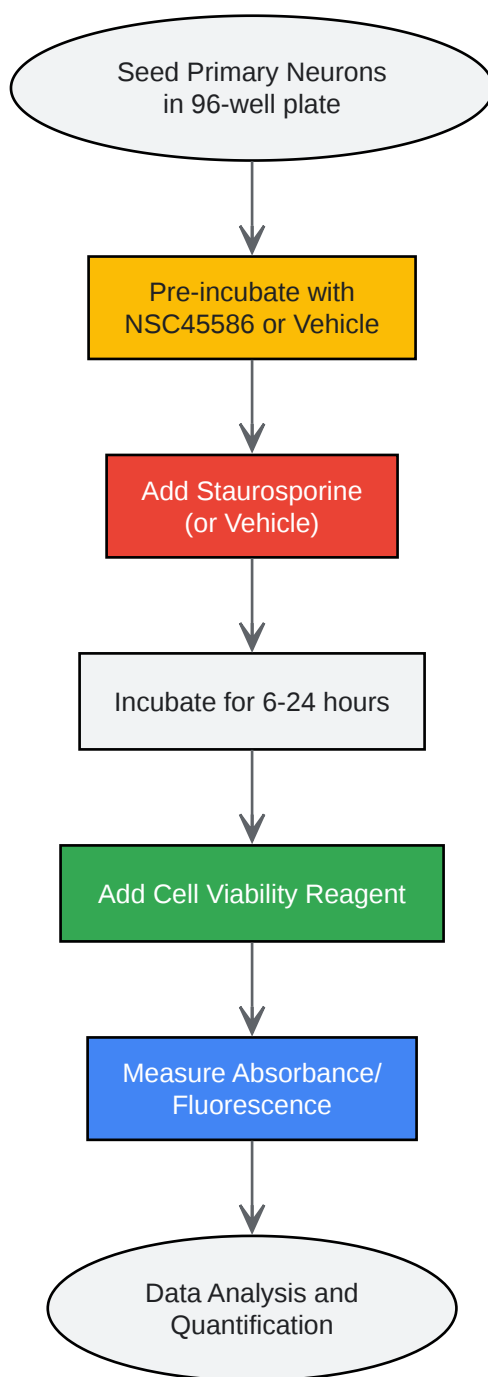 Seed Primary Neurons
in 96-well plate
Pre-incubate with
NSC45586 or Vehicle
Add Staurosporine
(or Vehicle)
Incubate for 6-24 hours
Add Cell Viability Reagent
Measure Absorbance/
Fluorescence
Data Analysis and
Quantification